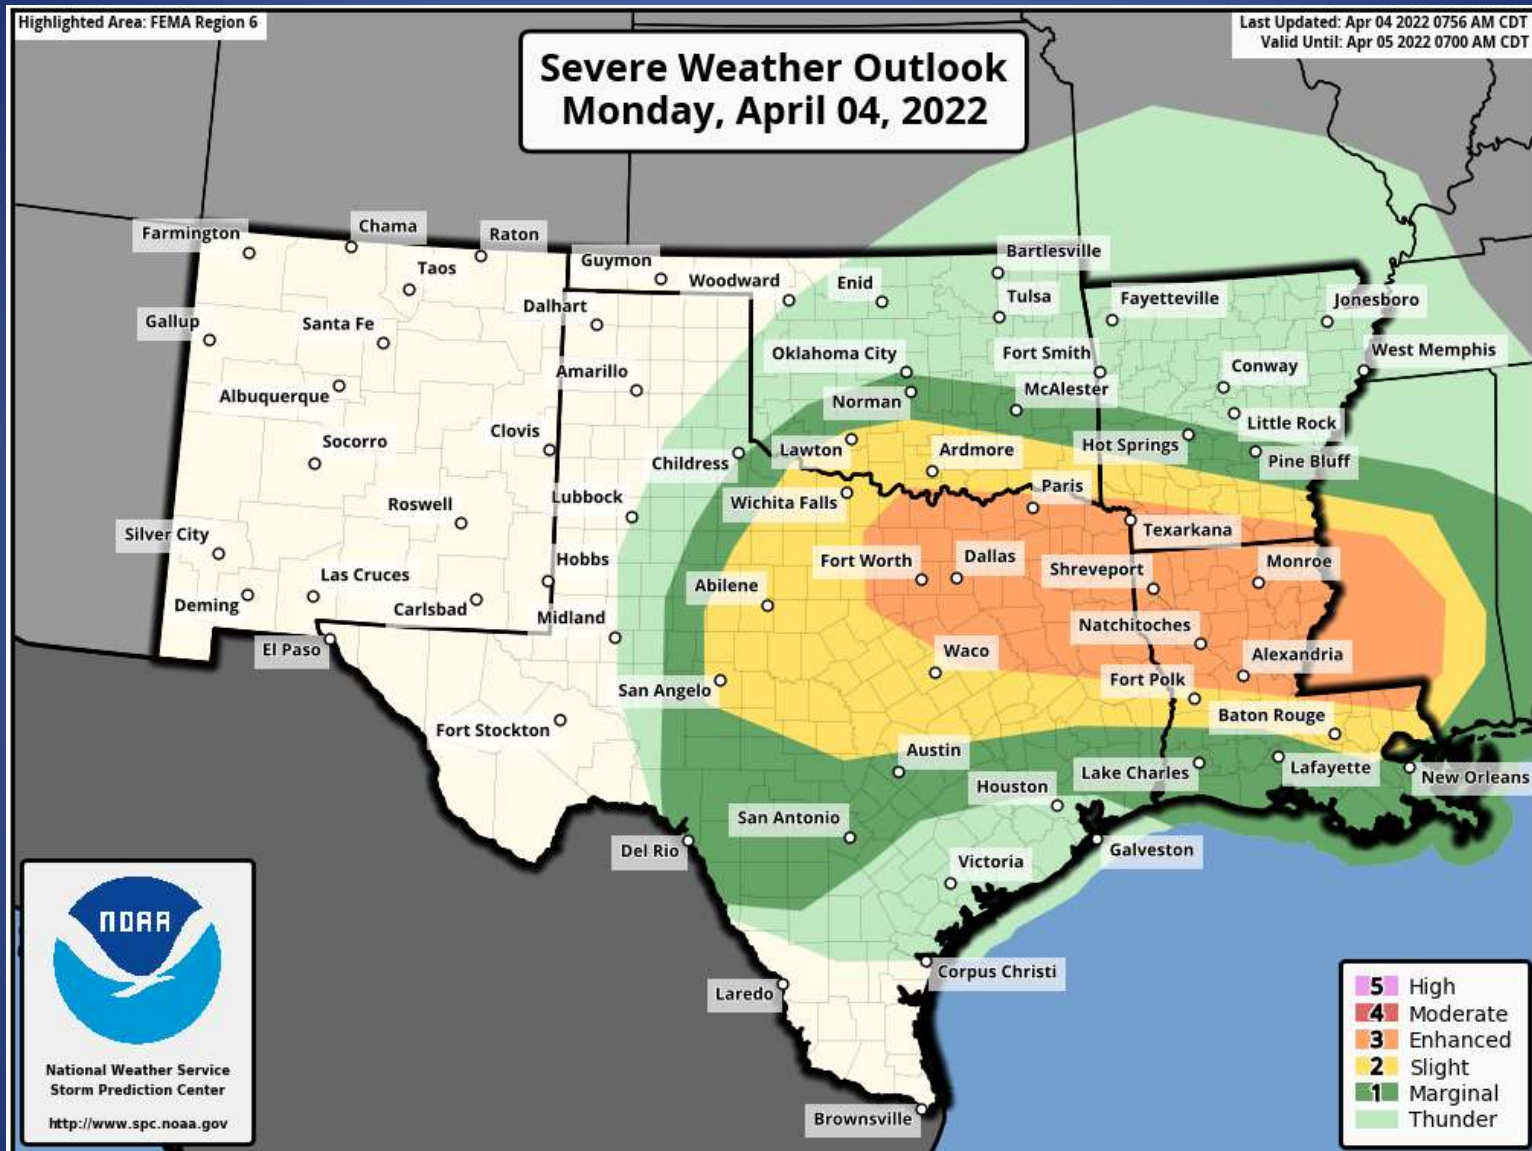 Highlighted Area: FEMA Region 6
Last Updated: Apr 04 2022 0756 AM CDT
Valid Until: Apr 05 2022 0700 AM CDT
Severe Weather Outlook
Monday, April 04, 2022
Farmington
Chama
Raton
Taos
Guymon
Woodward
Enid
Bartlesville
Tulsa
Fayetteville
Jonesboro
Gallup
Santa Fe
Dalhart
Oklahoma City
Fort Smith
Conway
West Memphis
Albuquerque
Amarillo
Norman
McAlester
Little Rock
Socorro
Clovis
Childress
Lawton
Ardmore
Hot Springs
Pine Bluff
Roswell
Lubbock
Wichita Falls
Paris
Texarkana
Silver City
Hobbs
Fort Worth
Dallas
Shreveport
Monroe
Deming
Las Cruces
Carlsbad
Midland
Abilene
Natchitoches
El Paso
San Angelo
Waco
Fort Polk
Alexandria
Fort Stockton
Austin
Baton Rouge
Houston
Lake Charles
Lafayette
New Orleans
San Antonio
Del Rio
Victoria
Galveston
Corpus Christi
Laredo
Brownsville
NOAA
National Weather Service
Storm Prediction Center
http://www.spc.noaa.gov
5 High
4 Moderate
3 Enhanced
2 Slight
1 Marginal
Thunder